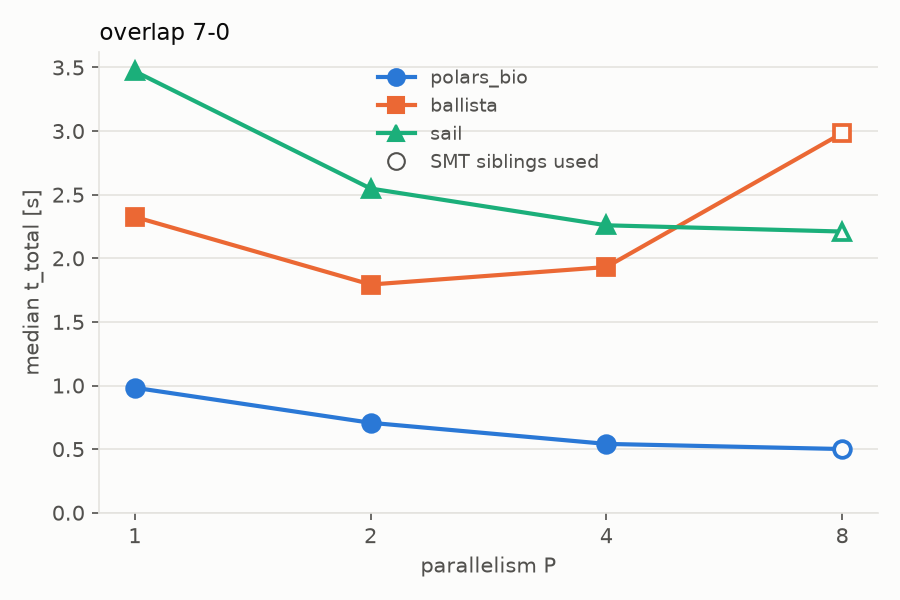 overlap 7-0
3.5
3.0
2.5
2.0
1.5
1.0
0.5
0.0
median t_total [s]
polars_bio
ballista
sail
SMT siblings used
1 2 4 8
parallelism P